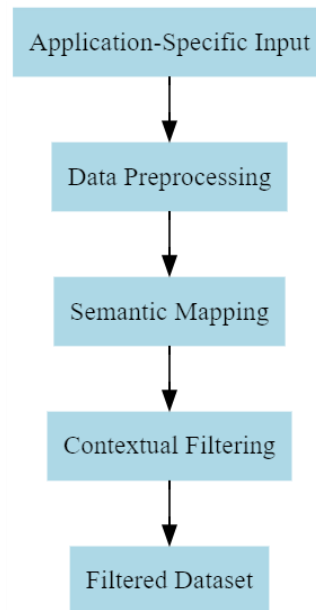 Application-Specific Input
Data Preprocessing
Semantic Mapping
Contextual Filtering
Filtered Dataset